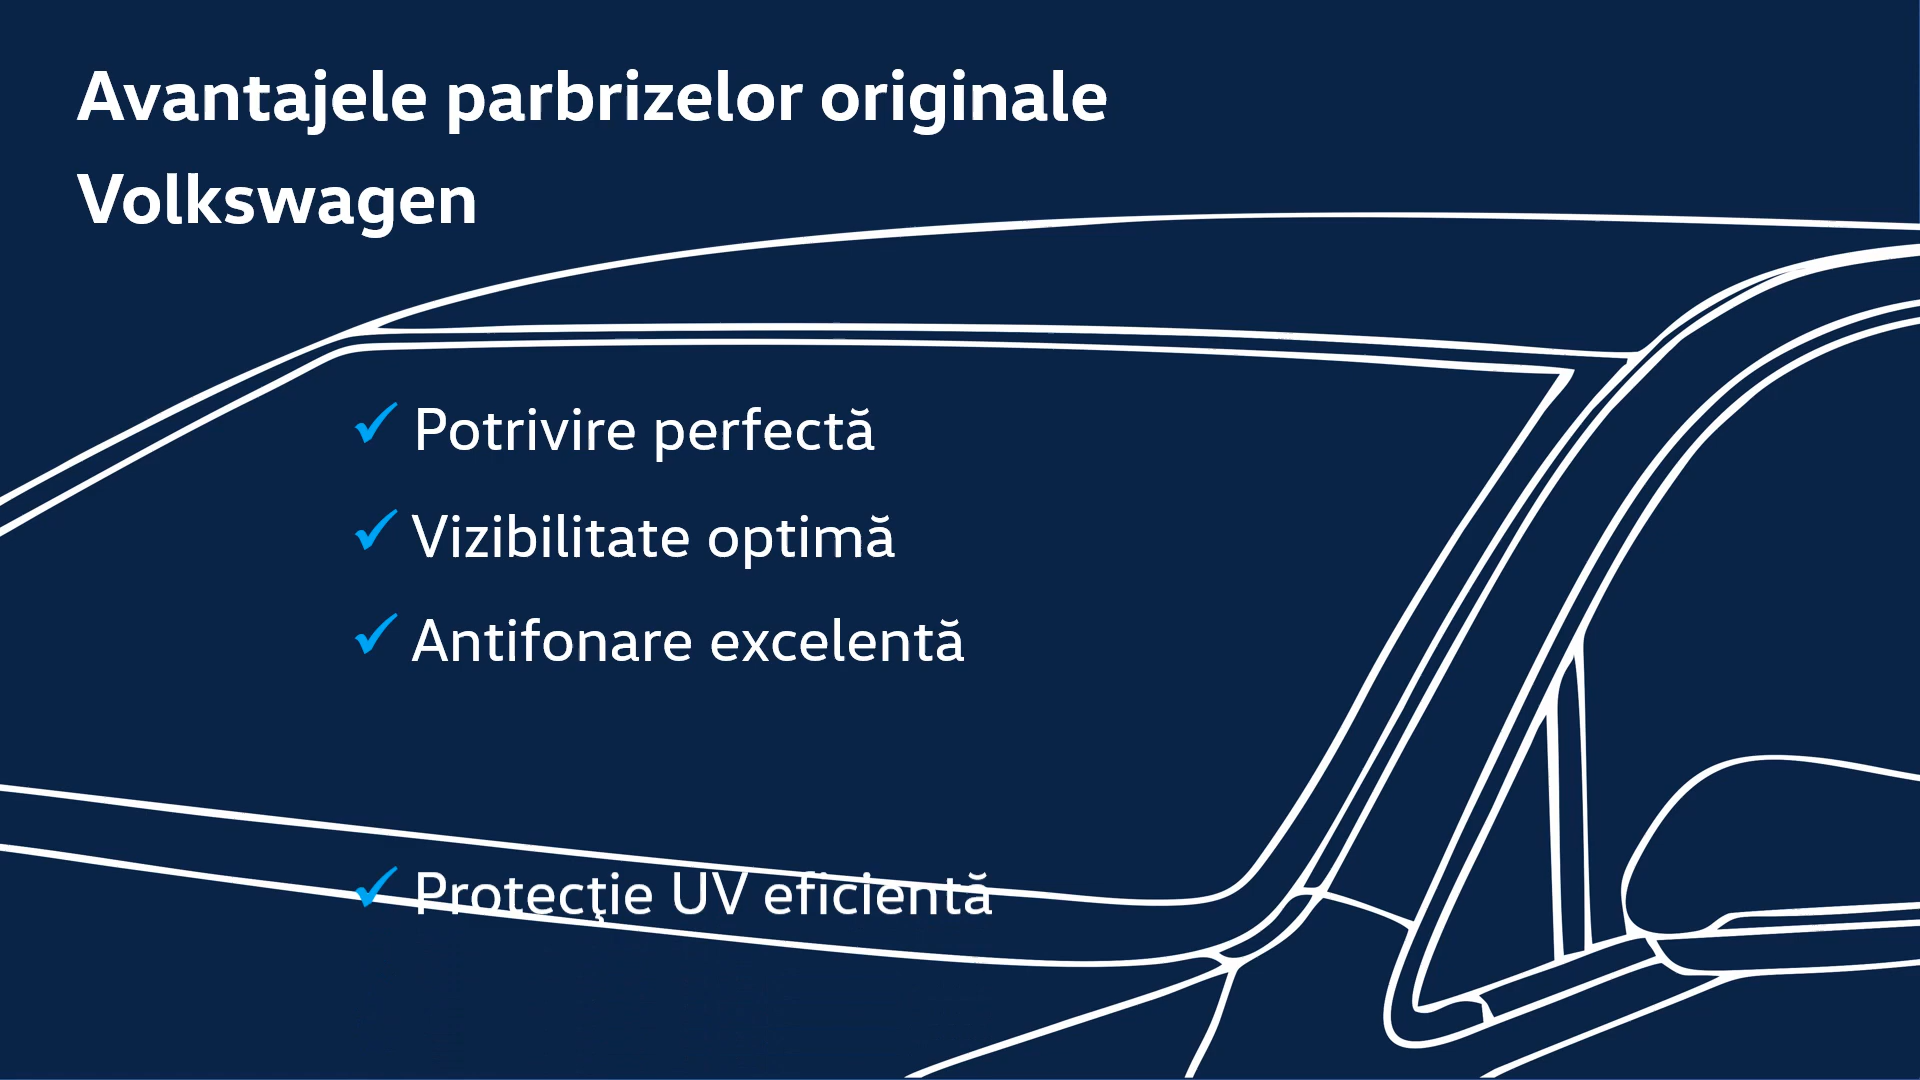 Avantajele parbrizelor originale
Volkswagen
Potrivire perfectă
Vizibilitate optimă
Antifonare excelentă
Protecţie UV eficientă